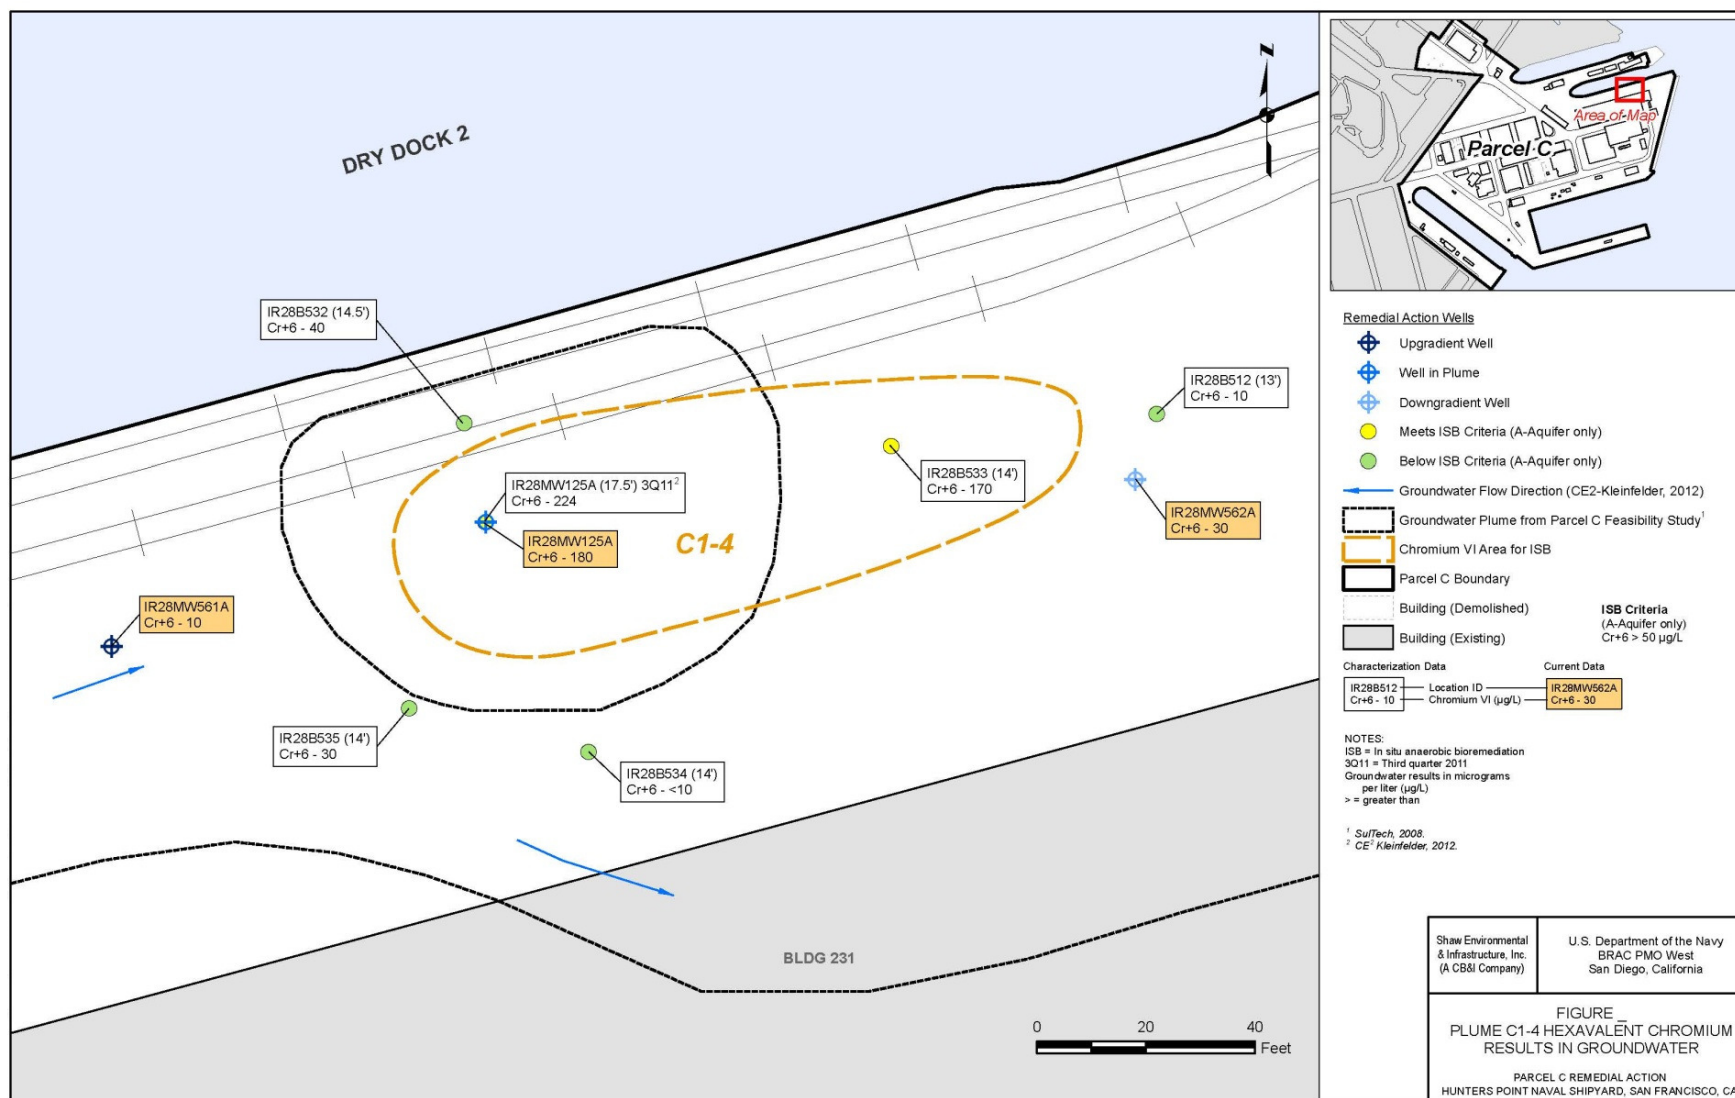 DRY DOCK 2
Z
IR28B532 (14.5')
Cr+6 - 40
IR28B512 (13')
Cr+6 - 10
IR28MW125A (17.5') 3Q11²
Cr+6 - 224
IR28B533 (14')
Cr+6 - 170
IR28MW562A
Cr+6 - 30
IR28MW125A
Cr+6 - 180
C1-4
IR28MW561A
Cr+6 - 10
IR28B535 (14')
Cr+6 - 30
IR28B534 (14')
Cr+6 - <10
BLDG 231
0 20 40
Feet
Area of Map
Parcel C
Remedial Action Wells
Upgradient Well
Well in Plume
Downgradient Well
Meets ISB Criteria (A-Aquifer only)
Below ISB Criteria (A-Aquifer only)
Groundwater Flow Direction (CE2-Kleinfelder, 2012)
Groundwater Plume from Parcel C Feasibility Study¹
Chromium VI Area for ISB
Parcel C Boundary
Building (Demolished)
Building (Existing)
ISB Criteria
(A-Aquifer only)
Cr+6 > 50 µg/L
Characterization Data Current Data
IR28B512 Location ID IR28MW562A
Cr+6 - 10 Chromium VI (µg/L) Cr+6 - 30
NOTES:
ISB = In situ anaerobic bioremediation
3Q11 = Third quarter 2011
Groundwater results in micrograms
per liter (µg/L)
> = greater than
¹ SulTech, 2008.
² CE² Kleinfelder, 2012.
Shaw Environmental
& Infrastructure, Inc.
(A CB&I Company)
U.S. Department of the Navy
BRAC PMO West
San Diego, California
FIGURE _
PLUME C1-4 HEXAVALENT CHROMIUM
RESULTS IN GROUNDWATER
PARCEL C REMEDIAL ACTION
HUNTERS POINT NAVAL SHIPYARD, SAN FRANCISCO, CA